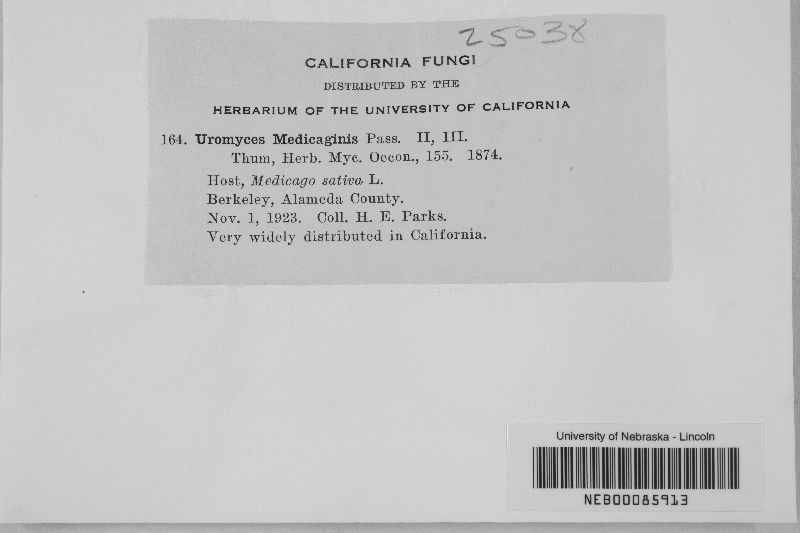 25038
CALIFORNIA FUNGI
DISTRIBUTED BY THE
HERBARIUM OF THE UNIVERSITY OF CALIFORNIA
164. Uromyces Medicaginis Pass. II, III.
Thum, Herb. Myc. Oecon., 155. 1874.
Host, Medicago sativa L.
Berkeley, Alameda County.
Nov. 1, 1923. Coll. H. E. Parks.
Very widely distributed in California.
University of Nebraska - Lincoln
NEB00085913